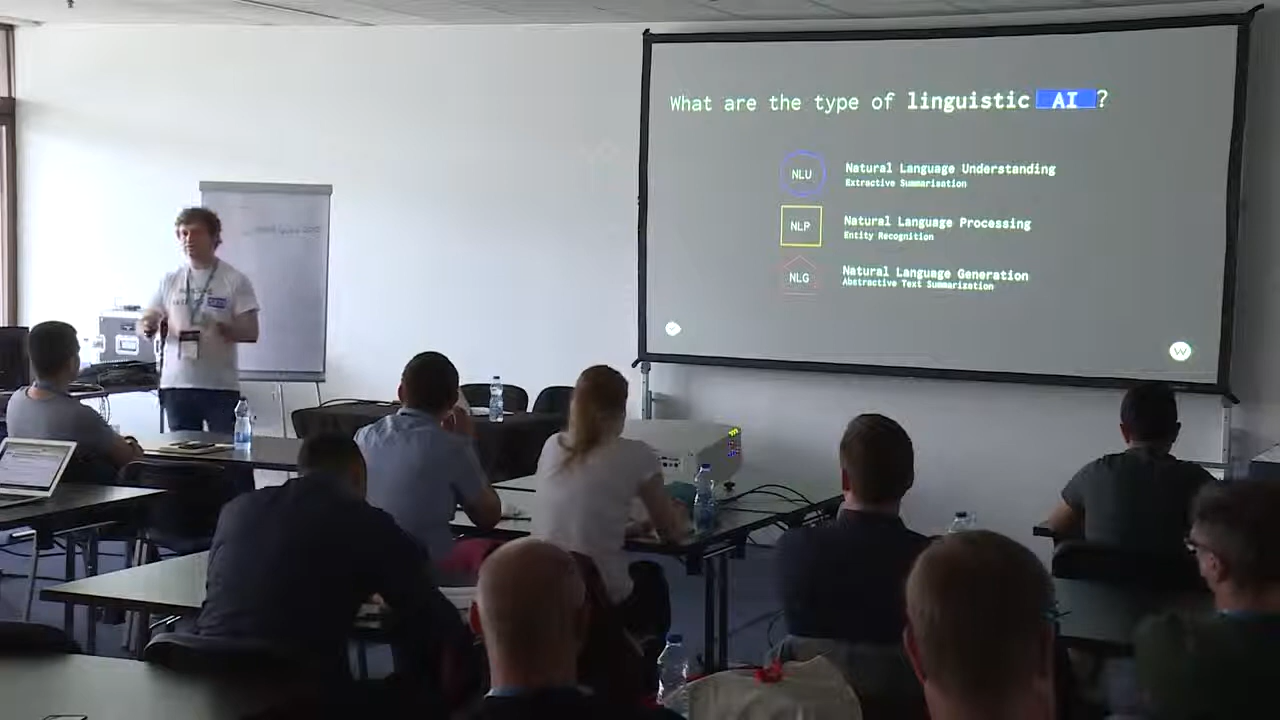 What are the type of linguistic AI ?
NLU
Natural Language Understanding
Extractive Summarisation
NLP
Natural Language Processing
Entity Recognition
NLG
Natural Language Generation
Abstractive Text Summarization
W